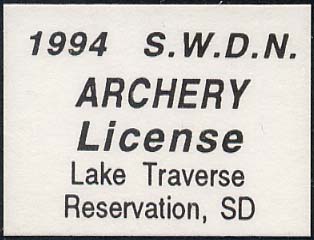 1994 S.W.D.N.
ARCHERY
License
Lake Traverse
Reservation, SD